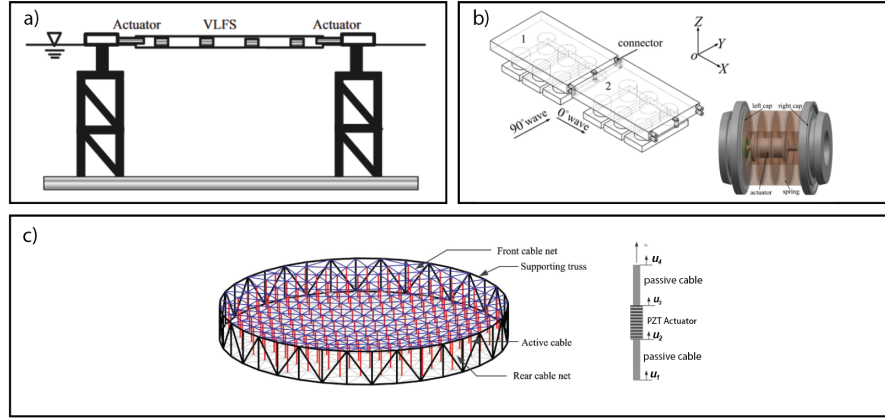 a)
Actuator
VLFS
Actuator
b)
1
2
connector
Z
Y
o
X
90°wave
0°wave
left cap
right cap
actuator
spring
c)
Front cable net
Supporting truss
Active cable
Rear cable net
u4
passive cable
u3
PZT Actuator
u2
passive cable
u1